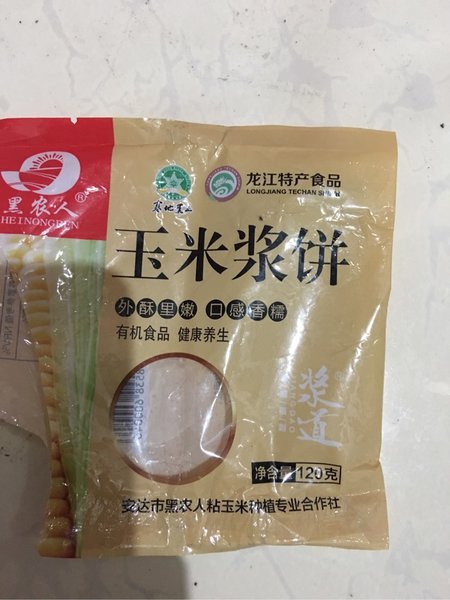 黑农人®
HEINONGREN
龙江特产食品
LONGJIANG TECHAN SHIPIN
玉米浆饼
外酥里嫩 口感香糯
有机食品 健康养生
浆道
净含量 120克
安达市黑农人粘玉米种植专业合作社